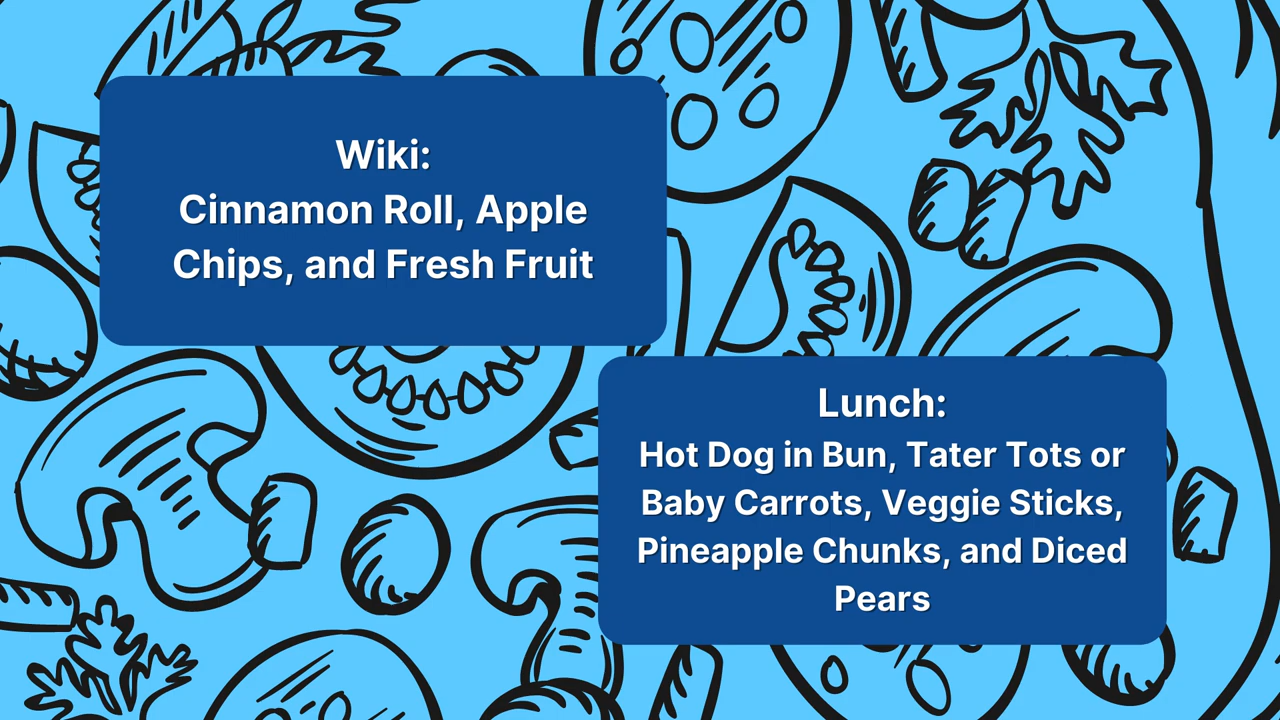 Wiki:
Cinnamon Roll, Apple
Chips, and Fresh Fruit
Lunch:
Hot Dog in Bun, Tater Tots or
Baby Carrots, Veggie Sticks,
Pineapple Chunks, and Diced
Pears